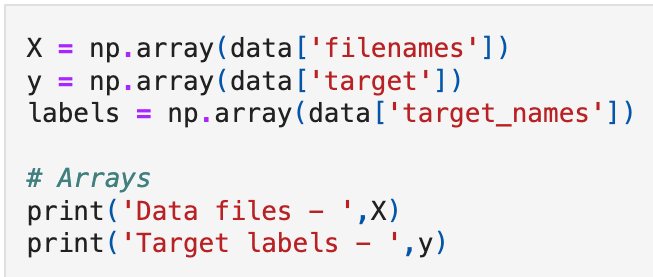 X = np.array(data['filenames'])
y = np.array(data['target'])
labels = np.array(data['target_names'])
# Arrays
print('Data files - ',X)
print('Target labels - ',y)